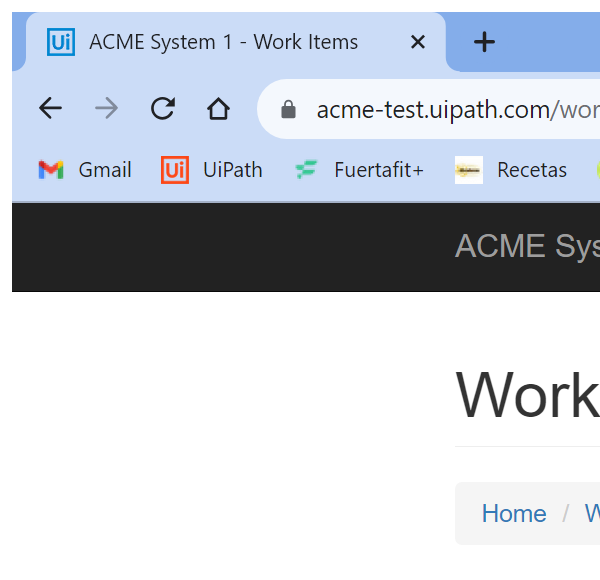 Ui ACME System 1 - Work Items
acme-test.uipath.com/wor
Gmail Ui UiPath Fuertafit+ Recetas
ACME Sys
Work
Home / W